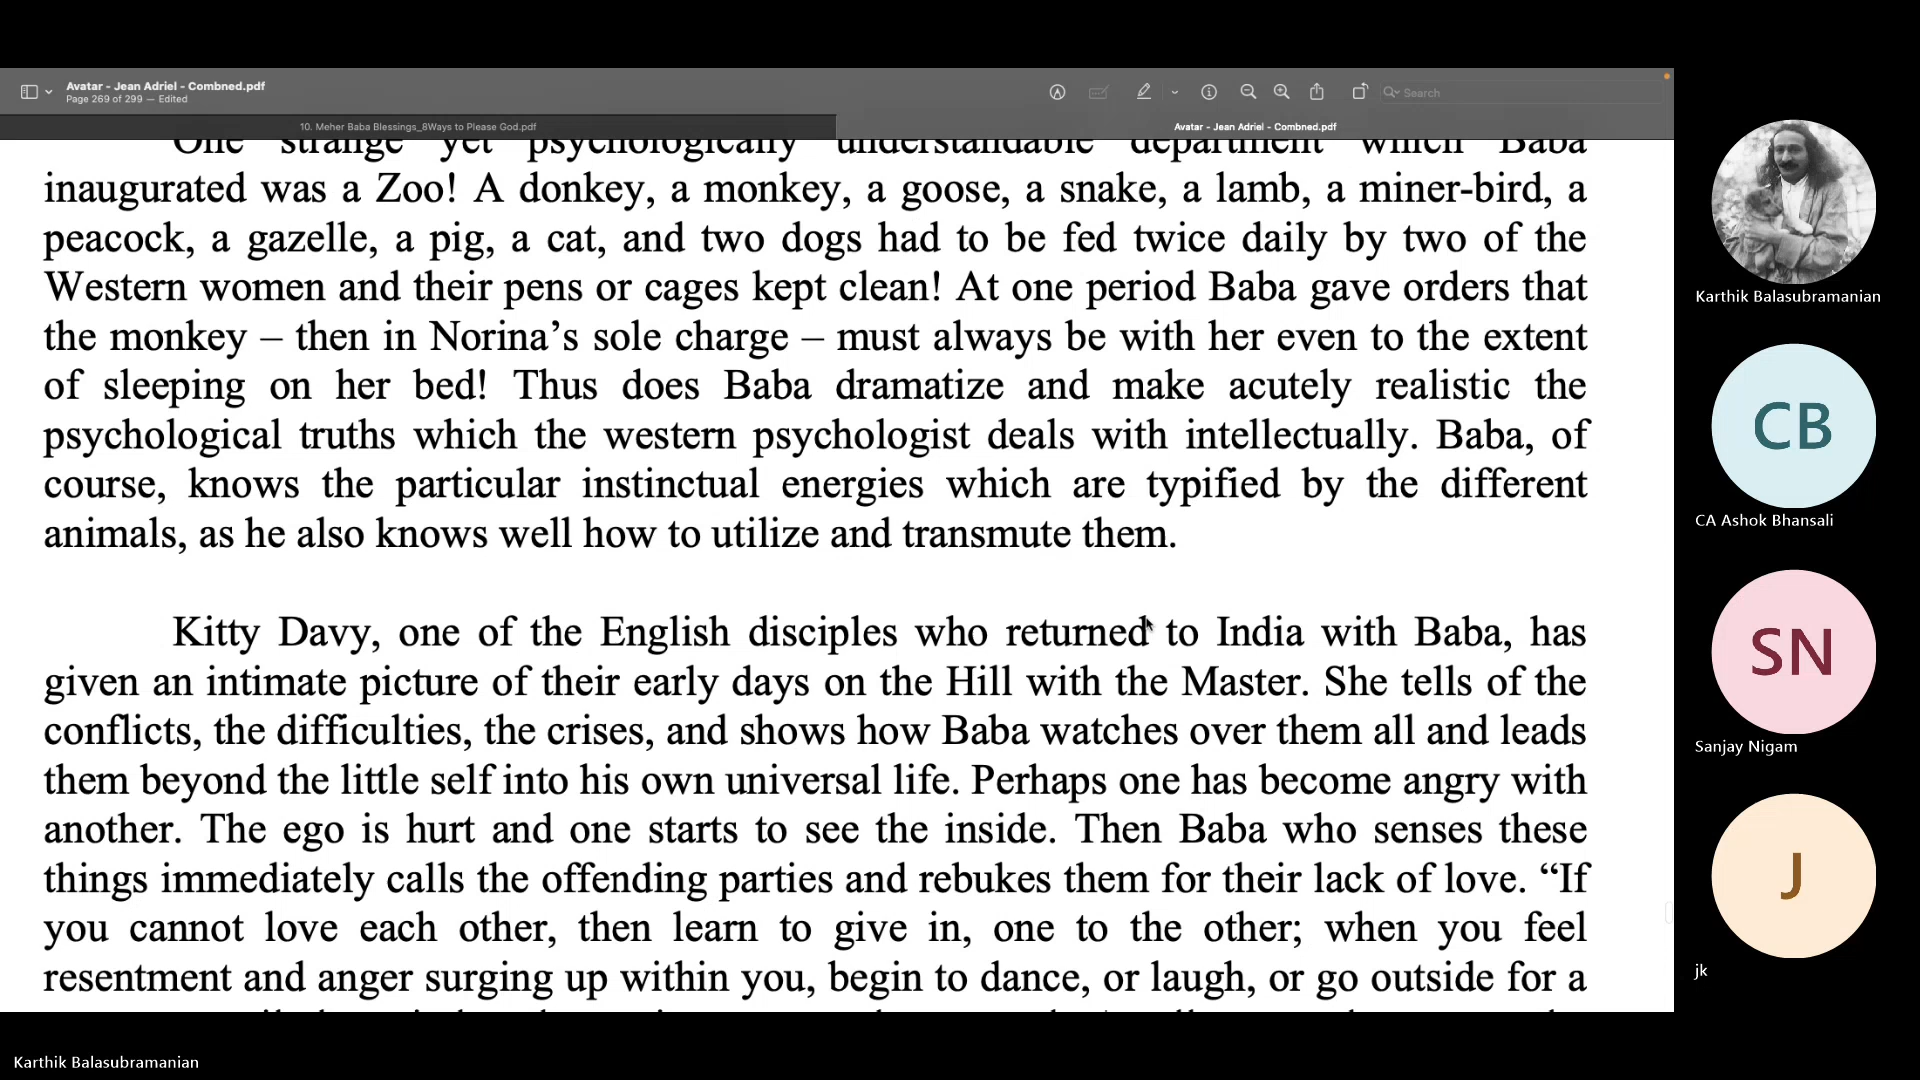 Avatar - Jean Adriel - Combned.pdf
Page 269 of 299 — Edited
Search
10. Meher Baba Blessings_8Ways to Please God.pdf
Avatar - Jean Adriel - Combned.pdf
One strange yet psychologically understandable department which Baba
inaugurated was a Zoo! A donkey, a monkey, a goose, a snake, a lamb, a miner-bird, a
peacock, a gazelle, a pig, a cat, and two dogs had to be fed twice daily by two of the
Western women and their pens or cages kept clean! At one period Baba gave orders that
the monkey – then in Norina’s sole charge – must always be with her even to the extent
of sleeping on her bed! Thus does Baba dramatize and make acutely realistic the
psychological truths which the western psychologist deals with intellectually. Baba, of
course, knows the particular instinctual energies which are typified by the different
animals, as he also knows well how to utilize and transmute them.
Kitty Davy, one of the English disciples who returned to India with Baba, has
given an intimate picture of their early days on the Hill with the Master. She tells of the
conflicts, the difficulties, the crises, and shows how Baba watches over them all and leads
them beyond the little self into his own universal life. Perhaps one has become angry with
another. The ego is hurt and one starts to see the inside. Then Baba who senses these
things immediately calls the offending parties and rebukes them for their lack of love. “If
you cannot love each other, then learn to give in, one to the other; when you feel
resentment and anger surging up within you, begin to dance, or laugh, or go outside for a
Karthik Balasubramanian
CB
CA Ashok Bhansali
SN
Sanjay Nigam
J
jk
Karthik Balasubramanian